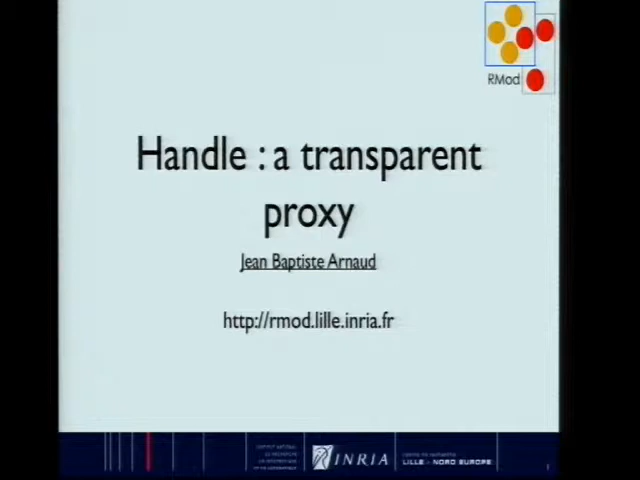 RMod
Handle : a transparent
proxy
Jean Baptiste Arnaud
http://rmod.lille.inria.fr
INRIA
LILLE - NORD EUROPE